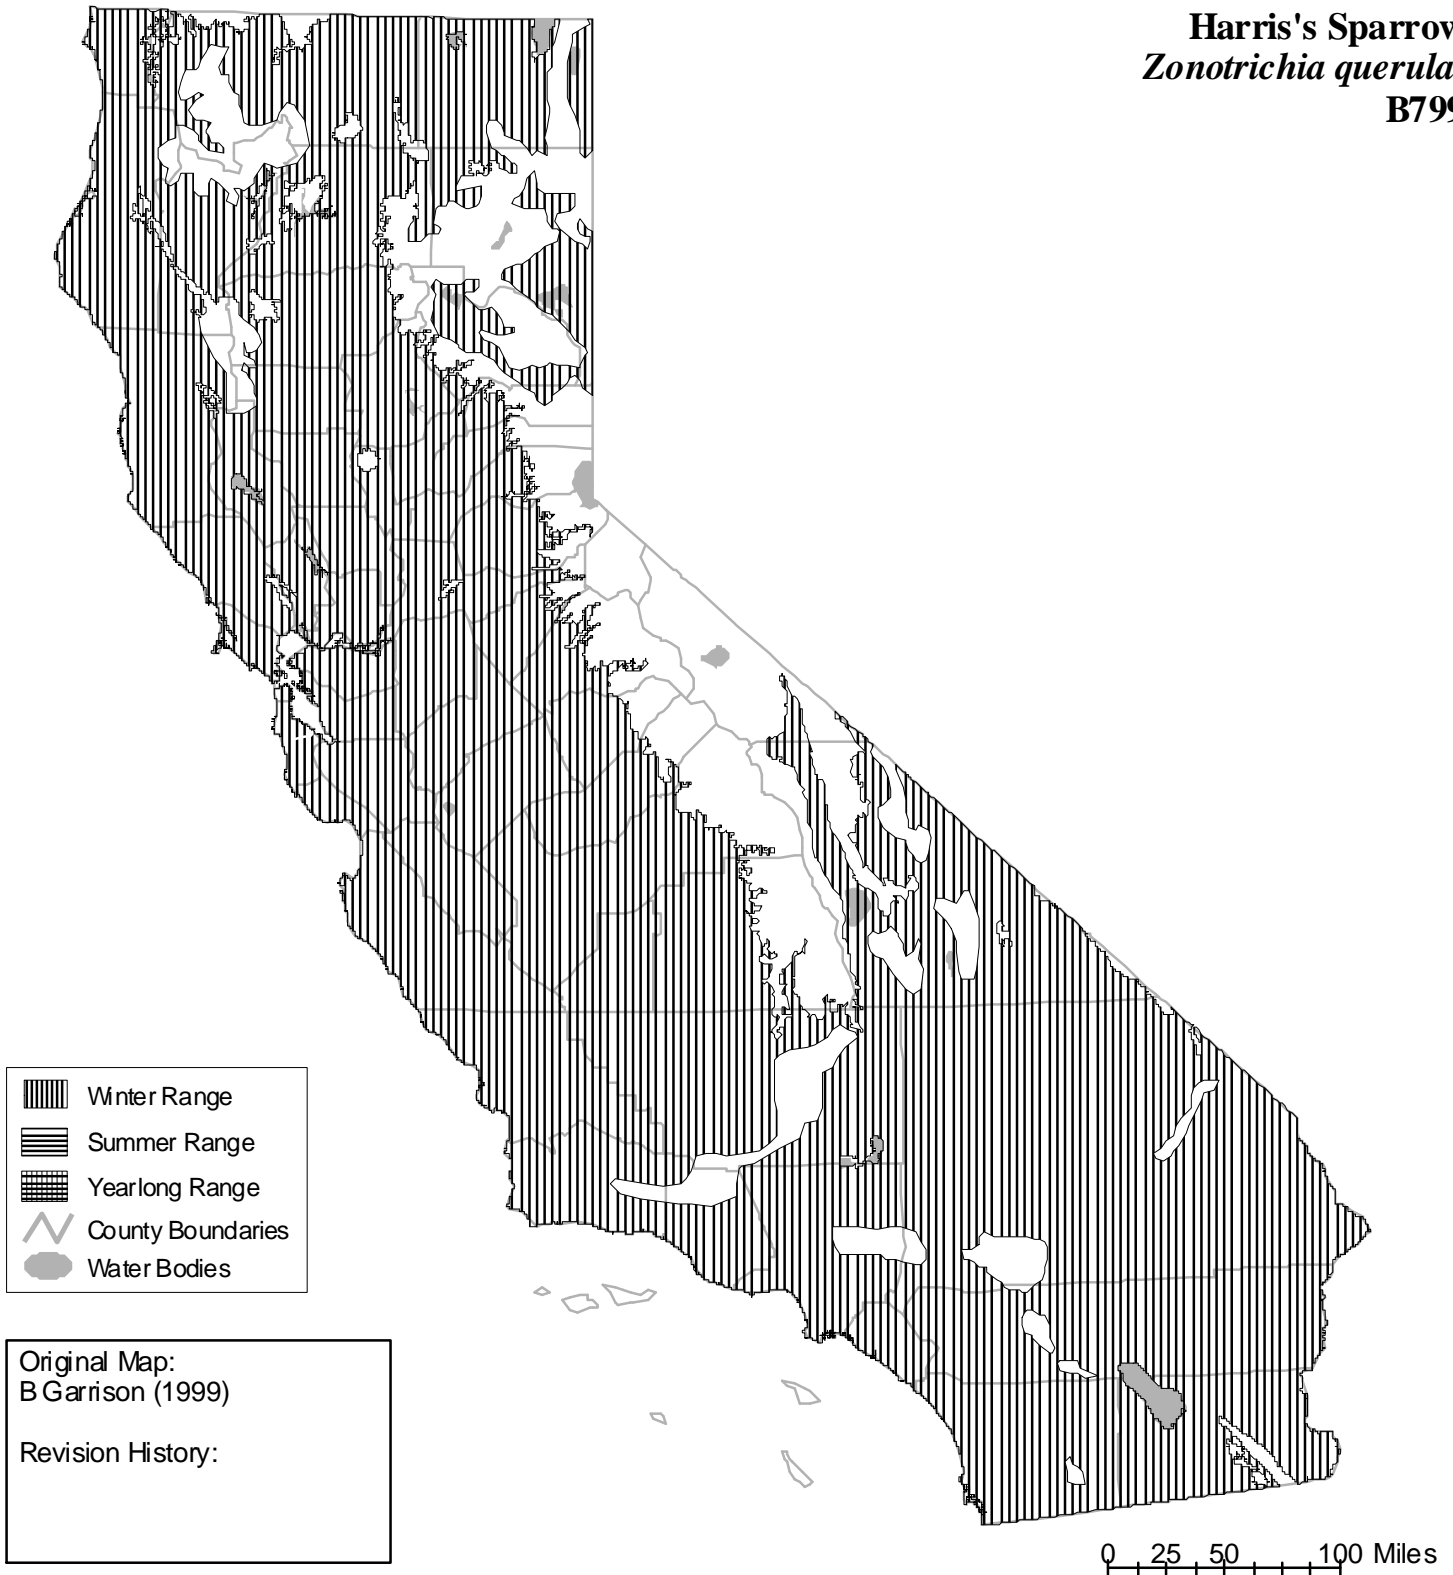 Harris's Sparrow
Zonotrichia querula
B799
Winter Range
Summer Range
Yearlong Range
County Boundaries
Water Bodies
Original Map:
B Garrison (1999)
Revision History:
0 25 50 100 Miles